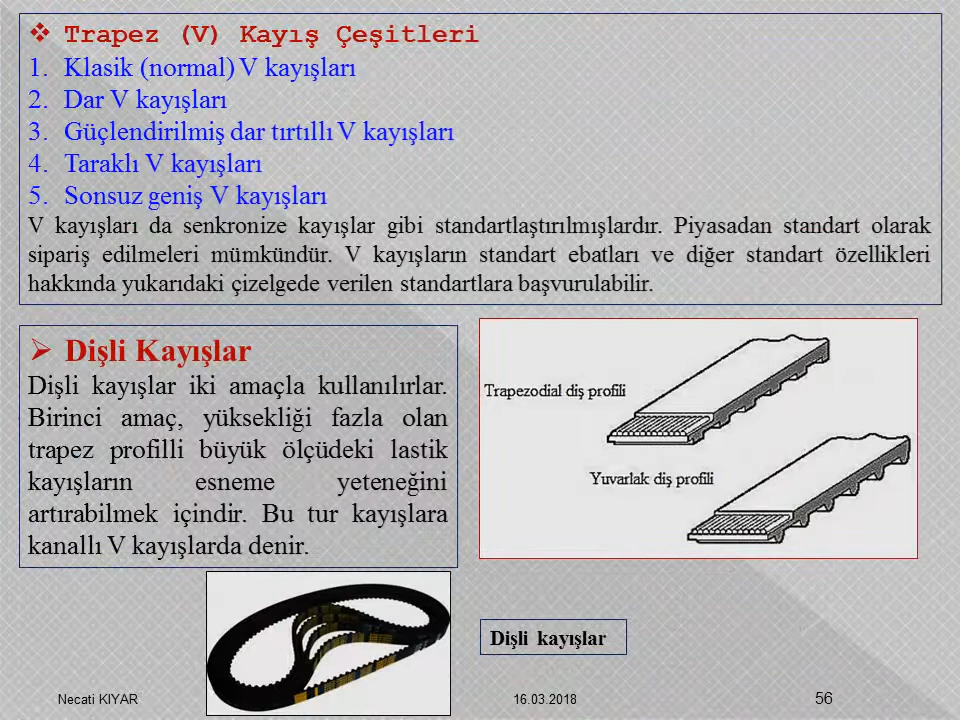 ❖ Trapez (V) Kayış Çeşitleri
1. Klasik (normal) V kayışları
2. Dar V kayışları
3. Güçlendirilmiş dar tırtıllı V kayışları
4. Taraklı V kayışları
5. Sonsuz geniş V kayışları
V kayışları da senkronize kayışlar gibi standartlaştırılmışlardır. Piyasadan standart olarak
sipariş edilmeleri mümkündür. V kayışların standart ebatları ve diğer standart özellikleri
hakkında yukarıdaki çizelgede verilen standartlara başvurulabilir.
➢ Dişli Kayışlar
Dişli kayışlar iki amaçla kullanılırlar.
Birinci amaç, yüksekliği fazla olan
trapez profilli büyük ölçüdeki lastik
kayışların esneme yeteneğini
artırabilmek içindir. Bu tur kayışlara
kanallı V kayışlarda denir.
Trapezodial diş profili
Yuvarlak diş profili
Dişli kayışlar
Necati KIYAR
16.03.2018
56